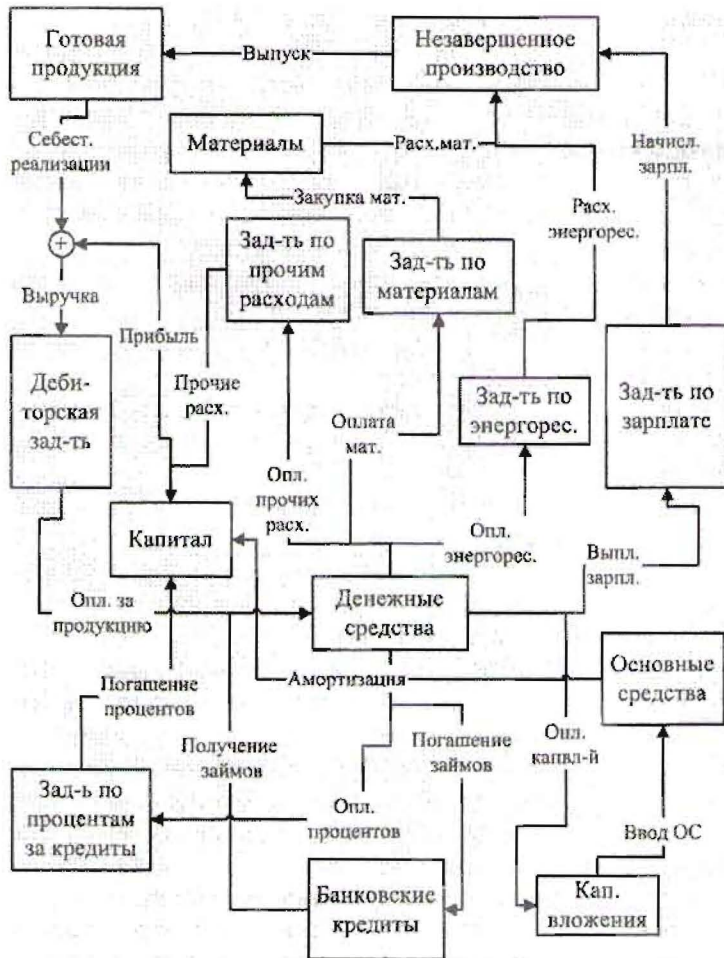 Готовая
продукция
Выпуск
Незавершенное
производство
Себест.
реализации
Материалы
Расх.мат.
Начисл.
зарпл.
Закупка мат.
Расх.
энергорес.
Зад-ть по
прочим
расходам
Зад-ть по
материалам
Выручка
Прибыль
Деби-
торская
зад-ть
Прочие
расх.
Оплата
мат.
Зад-ть по
энергорес.
Зад-ть по
зарплате
Опл.
прочих
расх.
Капитал
Опл.
энергорес.
Выпл.
зарпл.
Опл. за
продукцию
Денежные
средства
Основные
средства
Амортизация
Погашение
процентов
Получение
займов
Погашение
займов
Опл.
капвл-й
Зад-ь по
процентам
за кредиты
Опл.
процентов
Ввод ОС
Банковские
кредиты
Кап.
вложения